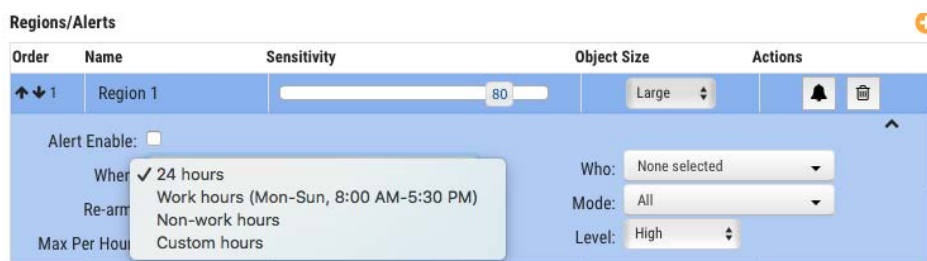 Regions/Alerts
Order Name Sensitivity Object Size Actions
1 Region 1 80 Large
Alert Enable:
When 24 hours Who: None selected
Work hours (Mon-Sun, 8:00 AM-5:30 PM)
Re-arm Non-work hours Mode: All
Max Per Hour Custom hours Level: High